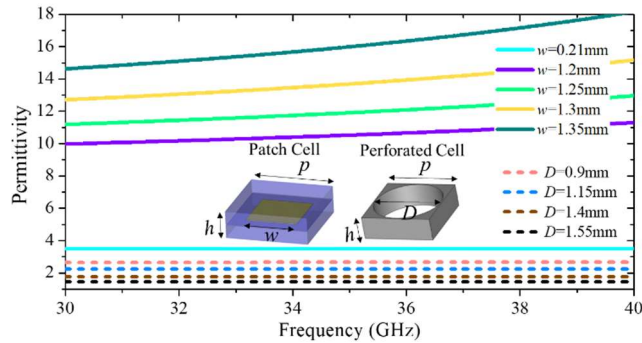 18
16
14
12
10
8
6
4
2
Permittivity
w=0.21mm
w=1.2mm
w=1.25mm
w=1.3mm
w=1.35mm
Patch Cell
Perforated Cell
p
p
h
w
D
h
D=0.9mm
D=1.15mm
D=1.4mm
D=1.55mm
30 32 34 36 38 40
Frequency (GHz)